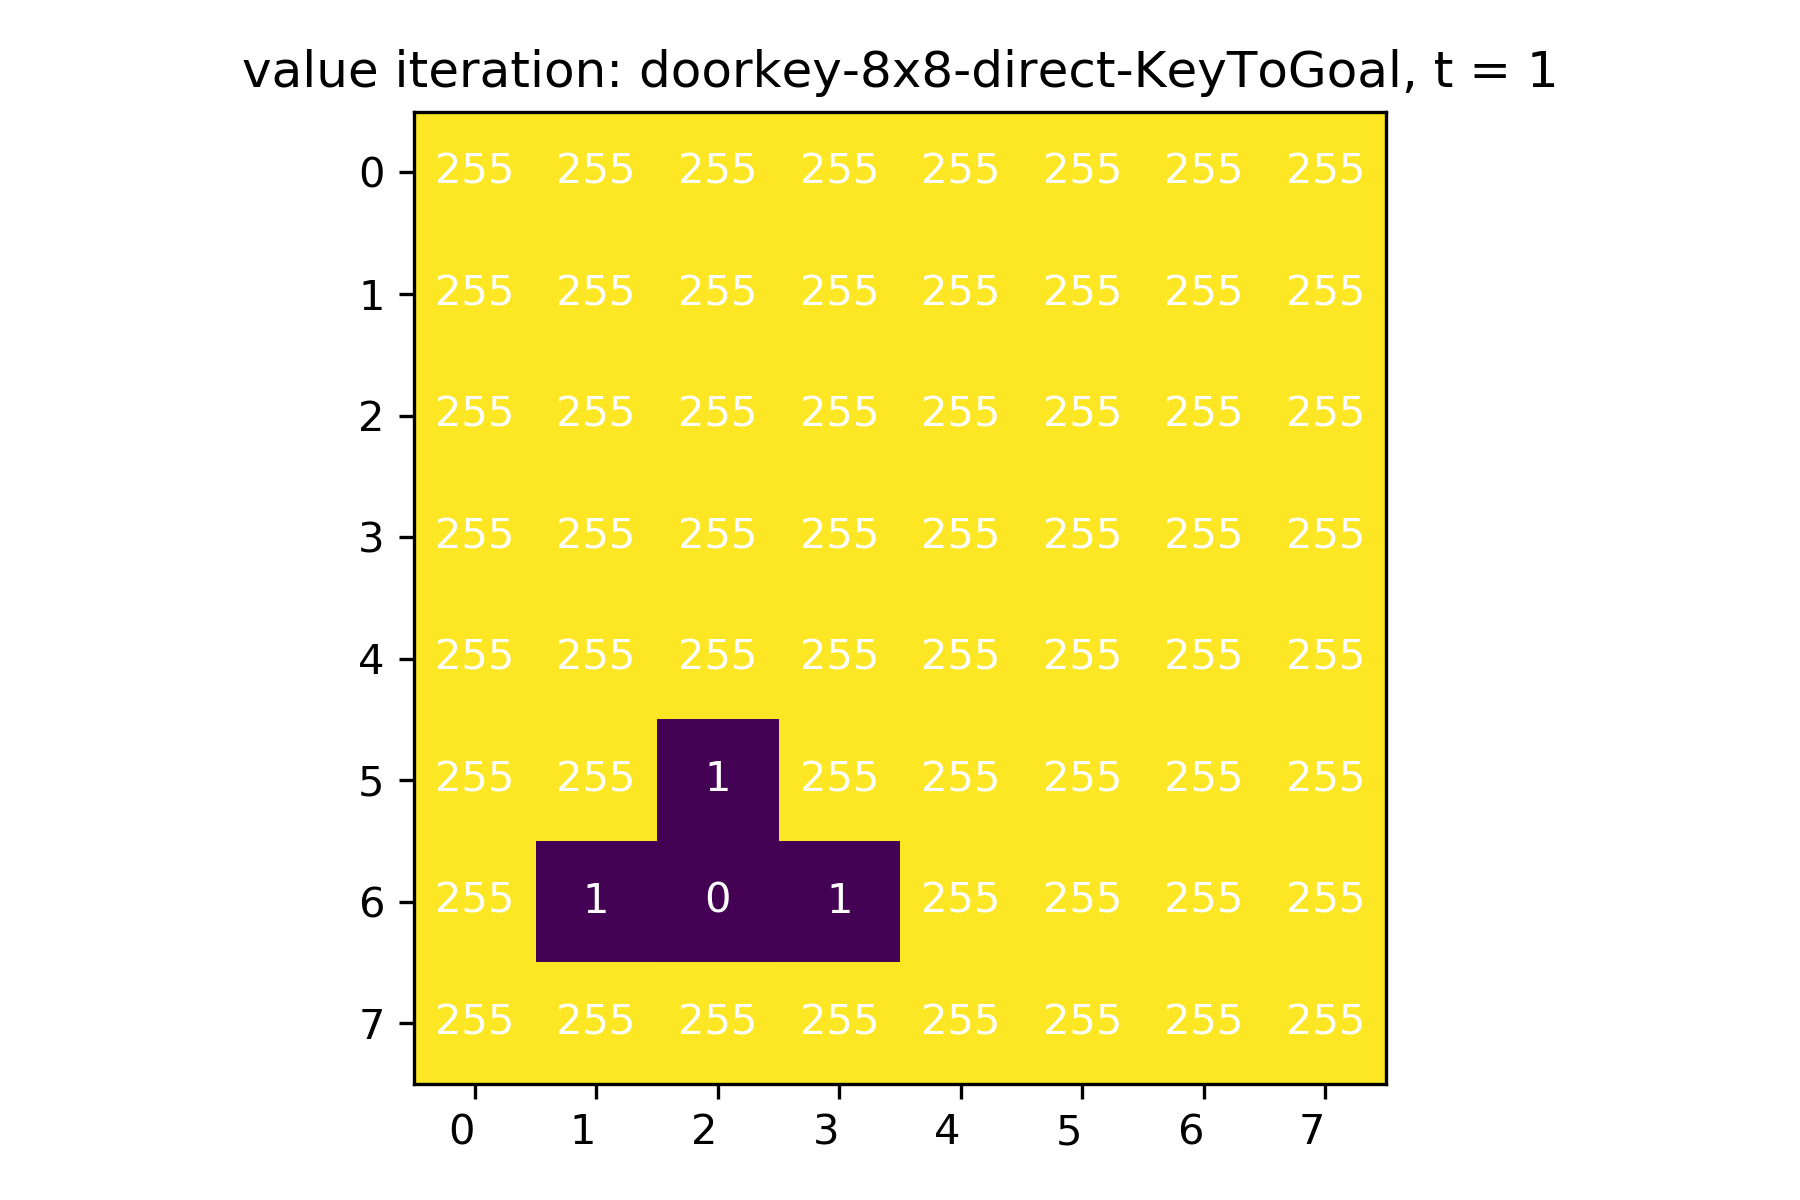 value iteration: doorkey-8x8-direct-KeyToGoal, t = 1
0 255 255 255 255 255 255 255 255
1 255 255 255 255 255 255 255 255
2 255 255 255 255 255 255 255 255
3 255 255 255 255 255 255 255 255
4 255 255 255 255 255 255 255 255
5 255 255 1 255 255 255 255 255
6 255 1 0 1 255 255 255 255
7 255 255 255 255 255 255 255 255
0 1 2 3 4 5 6 7